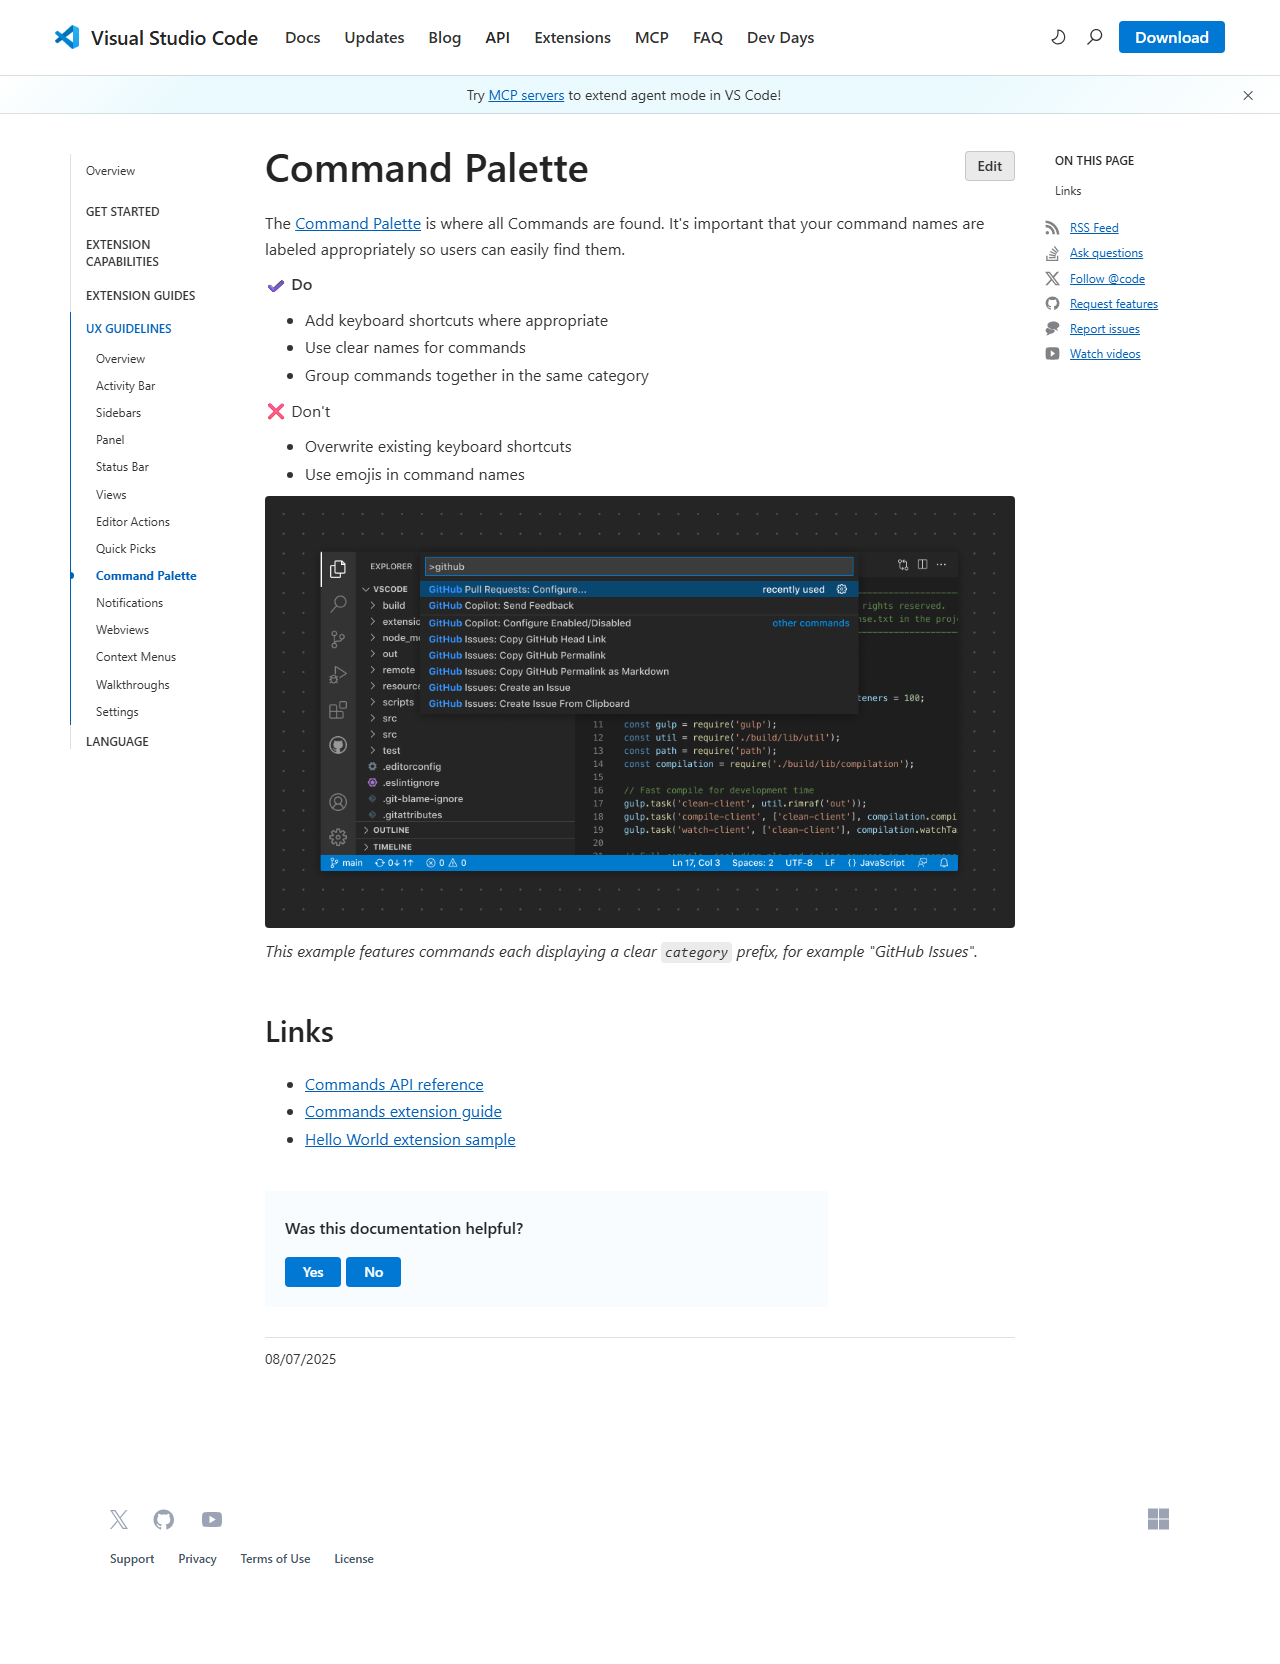 Visual Studio Code
Docs
Updates
Blog
API
Extensions
MCP
FAQ
Dev Days
Download
Try MCP servers to extend agent mode in VS Code!
Overview
GET STARTED
EXTENSION
CAPABILITIES
EXTENSION GUIDES
UX GUIDELINES
Overview
Activity Bar
Sidebars
Panel
Status Bar
Views
Editor Actions
Quick Picks
Command Palette
Notifications
Webviews
Context Menus
Walkthroughs
Settings
LANGUAGE
Command Palette
Edit
The Command Palette is where all Commands are found. It's important that your command names are
labeled appropriately so users can easily find them.
Do
Add keyboard shortcuts where appropriate
Use clear names for commands
Group commands together in the same category
Don't
Overwrite existing keyboard shortcuts
Use emojis in command names
EXPLORER
VSCODE
build
extensic
node_mo
out
remote
resource
scripts
src
src
test
.editorconfig
.eslintignore
.git-blame-ignore
.gitattributes
OUTLINE
TIMELINE
>github
GitHub Pull Requests: Configure... recently used
GitHub Copilot: Send Feedback
GitHub Copilot: Configure Enabled/Disabled other commands
GitHub Issues: Copy GitHub Head Link
GitHub Issues: Copy GitHub Permalink
GitHub Issues: Copy GitHub Permalink as Markdown
GitHub Issues: Create an Issue
GitHub Issues: Create Issue From Clipboard
rights reserved.
nse.txt in the proje
teners = 100;
11 const gulp = require('gulp');
12 const util = require('./build/lib/util');
13 const path = require('path');
14 const compilation = require('./build/lib/compilation');
15
16 // Fast compile for development time
17 gulp.task('clean-client', util.rimraf('out'));
18 gulp.task('compile-client', ['clean-client'], compilation.compi
19 gulp.task('watch-client', ['clean-client'], compilation.watchTa
20
main 0↓ 1↑ 0 0 Ln 17, Col 3 Spaces: 2 UTF-8 LF {} JavaScript
This example features commands each displaying a clear category prefix, for example "GitHub Issues".
Links
Commands API reference
Commands extension guide
Hello World extension sample
Was this documentation helpful?
Yes
No
08/07/2025
ON THIS PAGE
Links
RSS Feed
Ask questions
Follow @code
Request features
Report issues
Watch videos
Support
Privacy
Terms of Use
License